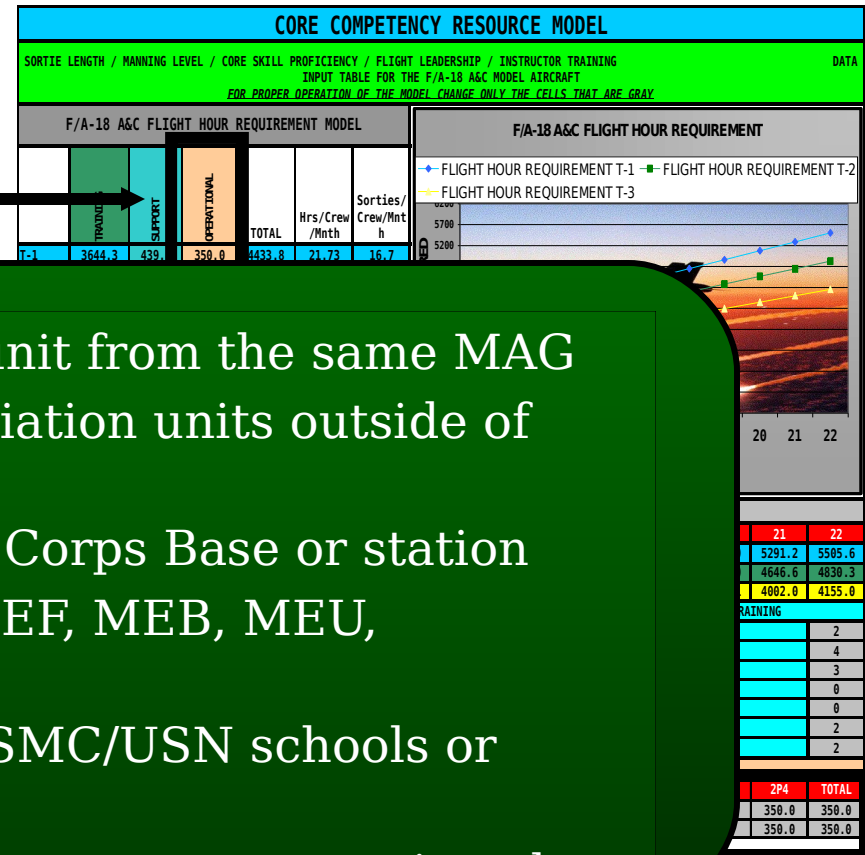 CORE COMPETENCY RESOURCE MODEL
SORTIE LENGTH / MANNING LEVEL / CORE SKILL PROFICIENCY / FLIGHT LEADERSHIP / INSTRUCTOR TRAINING DATA
INPUT TABLE FOR THE F/A-18 A&C MODEL AIRCRAFT
FOR PROPER OPERATION OF THE MODEL CHANGE ONLY THE CELLS THAT ARE GRAY
F/A-18 A&C FLIGHT HOUR REQUIREMENT MODEL
TRAINING SUPPORT OPERATIONAL TOTAL Hrs/Crew/Mnth Sorties/Crew/Mnth
T-1 3644.3 439. 350.0 4433.8 21.73 16.7
F/A-18 A&C FLIGHT HOUR REQUIREMENT
FLIGHT HOUR REQUIREMENT T-1 FLIGHT HOUR REQUIREMENT T-2
FLIGHT HOUR REQUIREMENT T-3
6200
5700
5200
20 21 22
nit from the same MAG
iation units outside of
Corps Base or station
EF, MEB, MEU,
SMC/USN schools or
21 22
5291.2 5505.6
4646.6 4830.3
4002.0 4155.0
RAINING
2
4
3
0
0
2
2
2P4 TOTAL
350.0 350.0
350.0 350.0